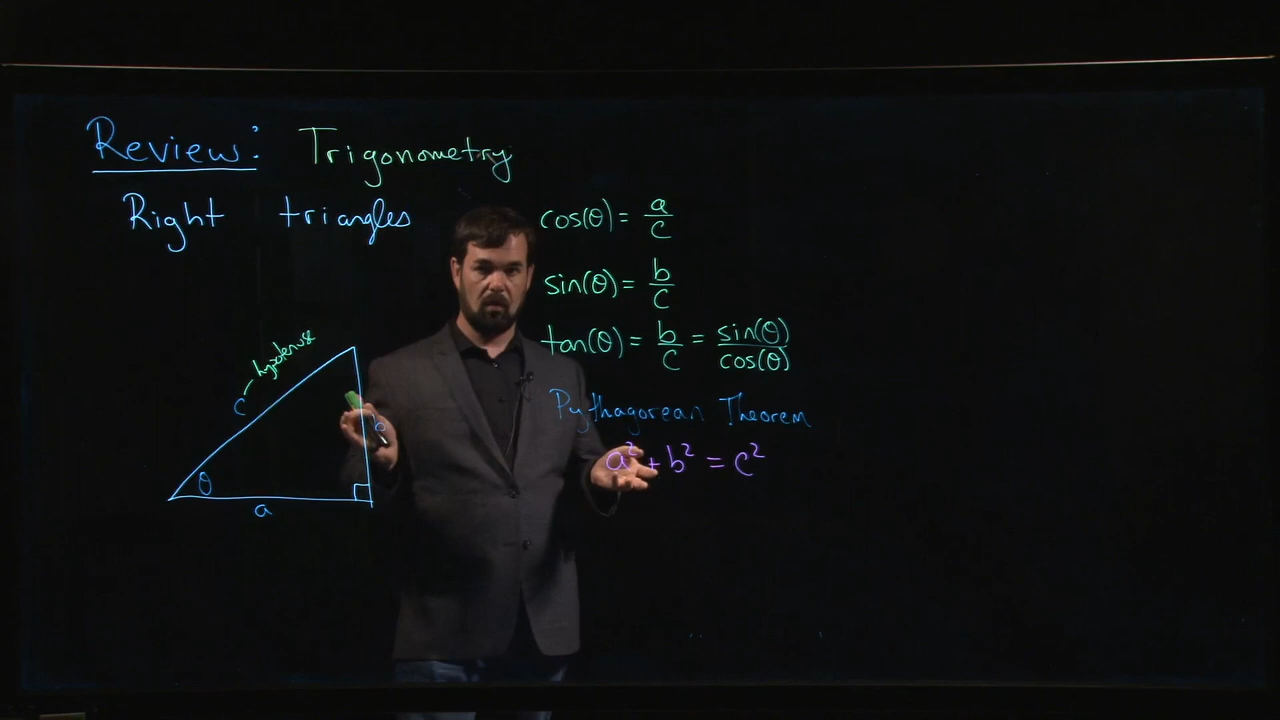 Review: Trigonometry
Right triangles
cos(θ) = a/c
sin(θ) = b/c
tan(θ) = b/c = sin(θ)/cos(θ)
Pythagorean Theorem
a² + b² = c²
hypotenuse
c
b
θ
a